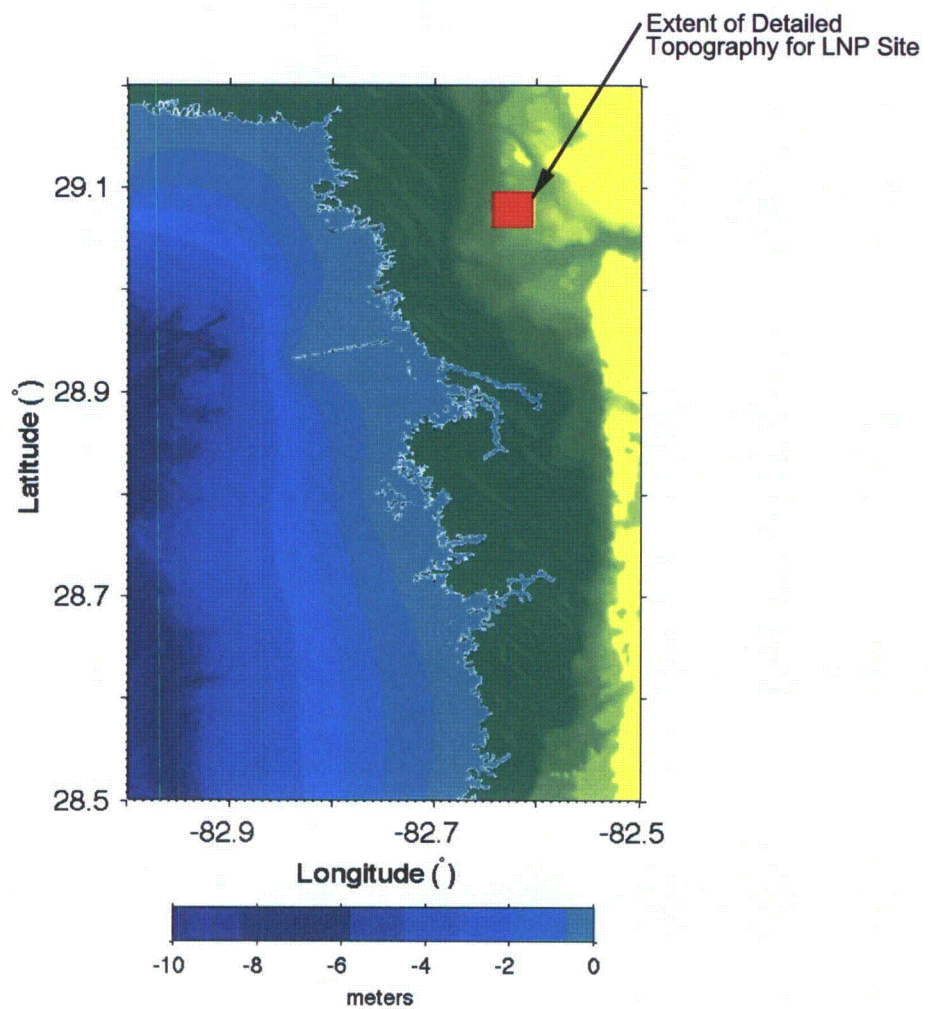 Extent of Detailed
Topography for LNP Site
29.1
28.9
28.7
28.5
Latitude (°)
-82.9
-82.7
-82.5
Longitude (°)
-10
-8
-6
-4
-2
0
meters